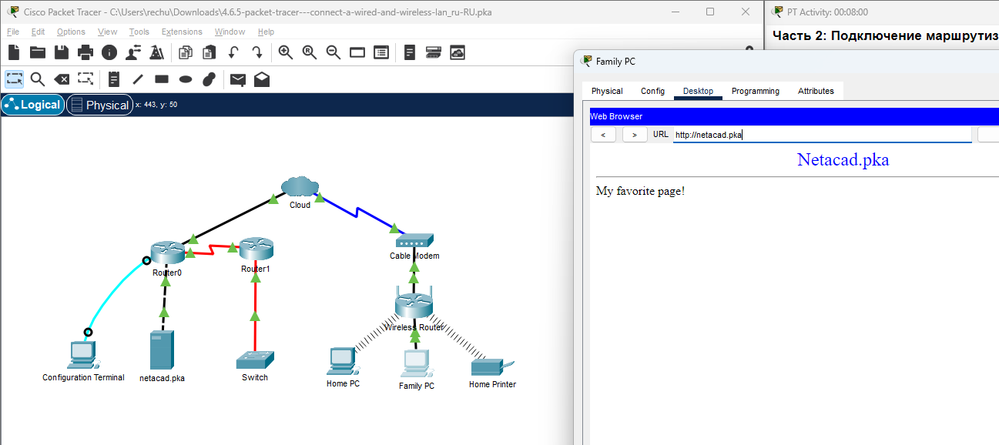 Cisco Packet Tracer - C:\Users\rechu\Downloads\4.6.5-packet-tracer---connect-a-wired-and-wireless-lan_ru-RU.pka
PT Activity: 00:08:00
File Edit Options View Tools Extensions Window Help
Часть 2: Подключение маршрутиз
Family PC
Physical Config Desktop Programming Attributes
Logical Physical x: 443, y: 50
Web Browser
< > URL http://netacad.pka
Netacad.pka
My favorite page!
Cloud
Cable Modem
Router0
Router1
Wireless Router
Configuration Terminal
netacad.pka
Switch
Home PC
Family PC
Home Printer